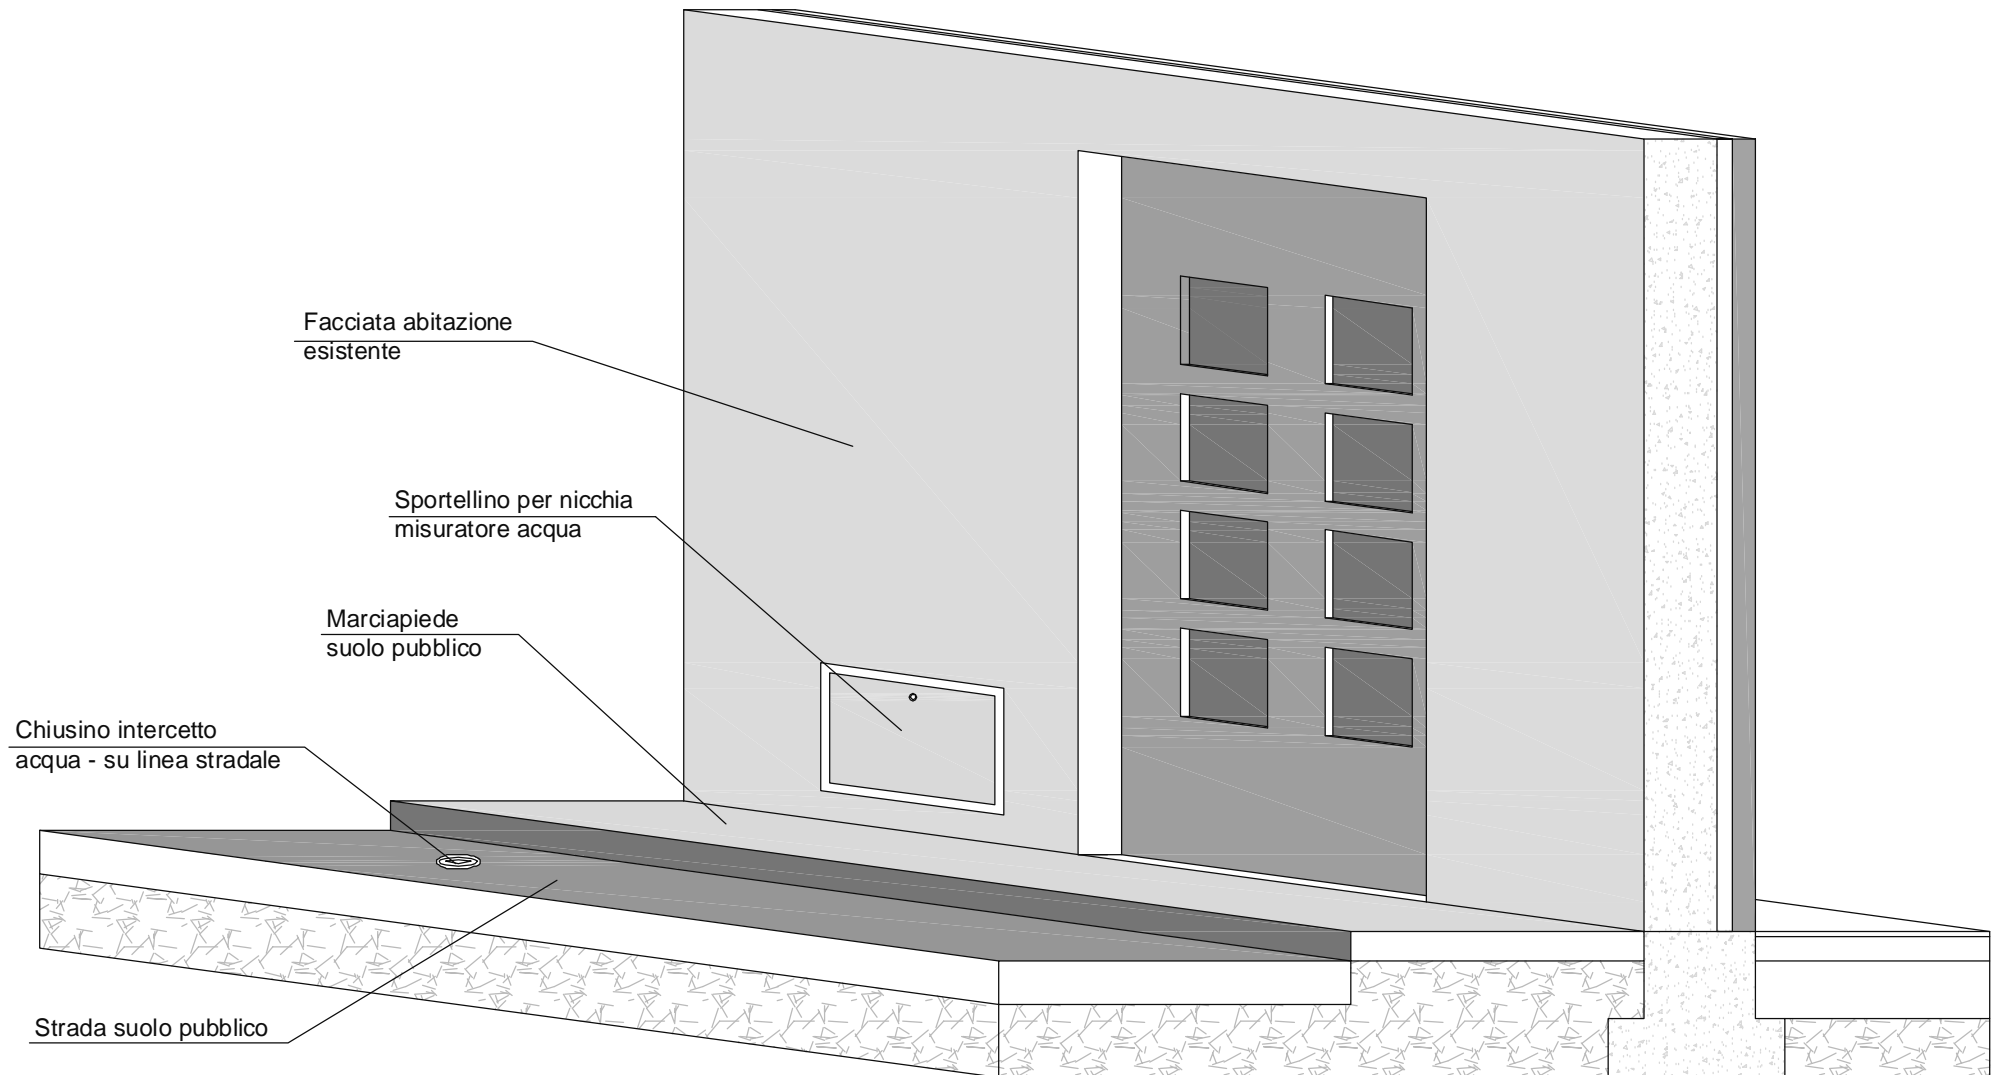 Facciata abitazione
esistente
Sportellino per nicchia
misuratore acqua
Marciapiede
suolo pubblico
Chiusino intercetto
acqua - su linea stradale
Strada suolo pubblico